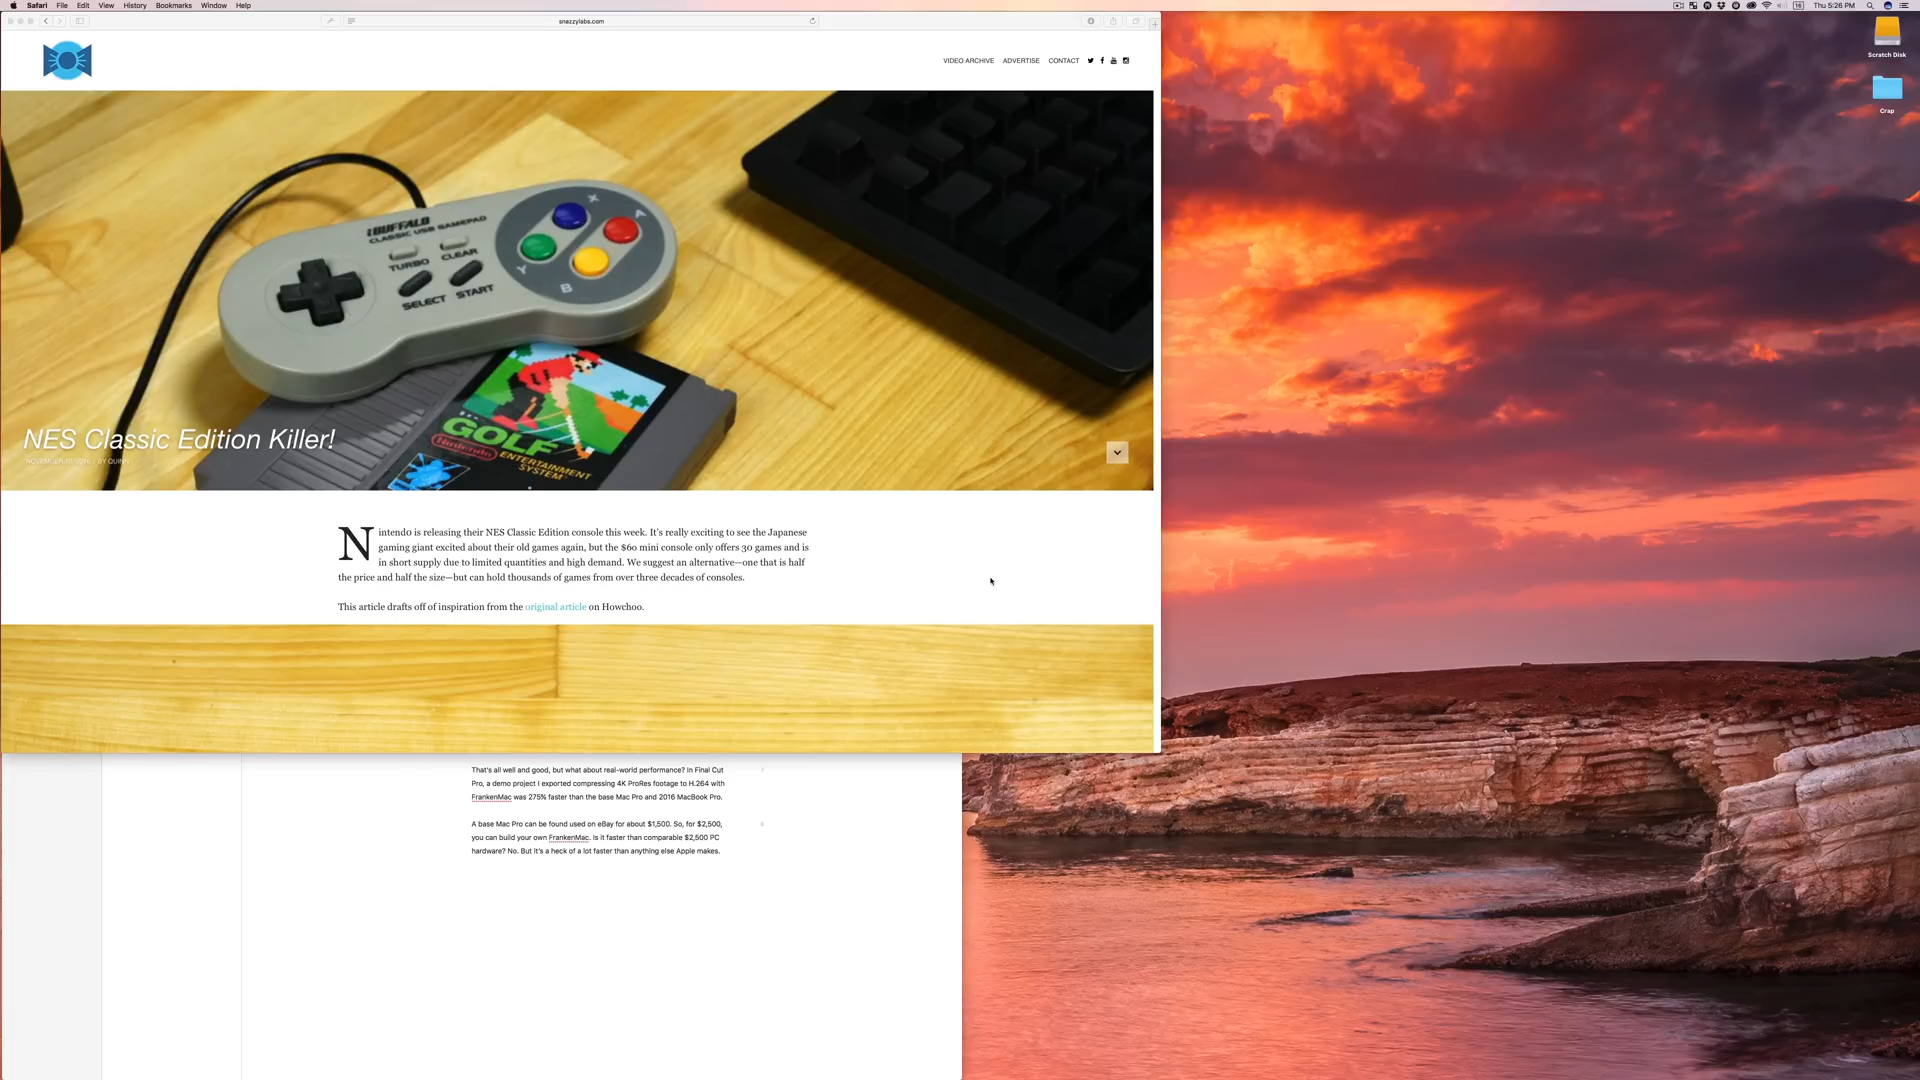 Safari File Edit View History Bookmarks Window Help
Thu 5:26 PM
snazzylabs.com
Scratch Disk
Crap
VIDEO ARCHIVE ADVERTISE CONTACT
iBUFFALO
CLASSIC USB GAMEPAD
TURBO CLEAR
SELECT START
X
A
Y
B
GOLF
Nintendo
ENTERTAINMENT
SYSTEM
NES Classic Edition Killer!
BY QUINN
Nintendo is releasing their NES Classic Edition console this week. It's really exciting to see the Japanese
gaming giant excited about their old games again, but the $60 mini console only offers 30 games and is
in short supply due to limited quantities and high demand. We suggest an alternative—one that is half
the price and half the size—but can hold thousands of games from over three decades of consoles.
This article drafts off of inspiration from the original article on Howchoo.
That's all well and good, but what about real-world performance? In Final Cut
Pro, a demo project I exported compressing 4K ProRes footage to H.264 with
FrankenMac was 275% faster than the base Mac Pro and 2016 MacBook Pro.
A base Mac Pro can be found used on eBay for about $1,500. So, for $2,500,
you can build your own FrankenMac. Is it faster than comparable $2,500 PC
hardware? No. But it's a heck of a lot faster than anything else Apple makes.